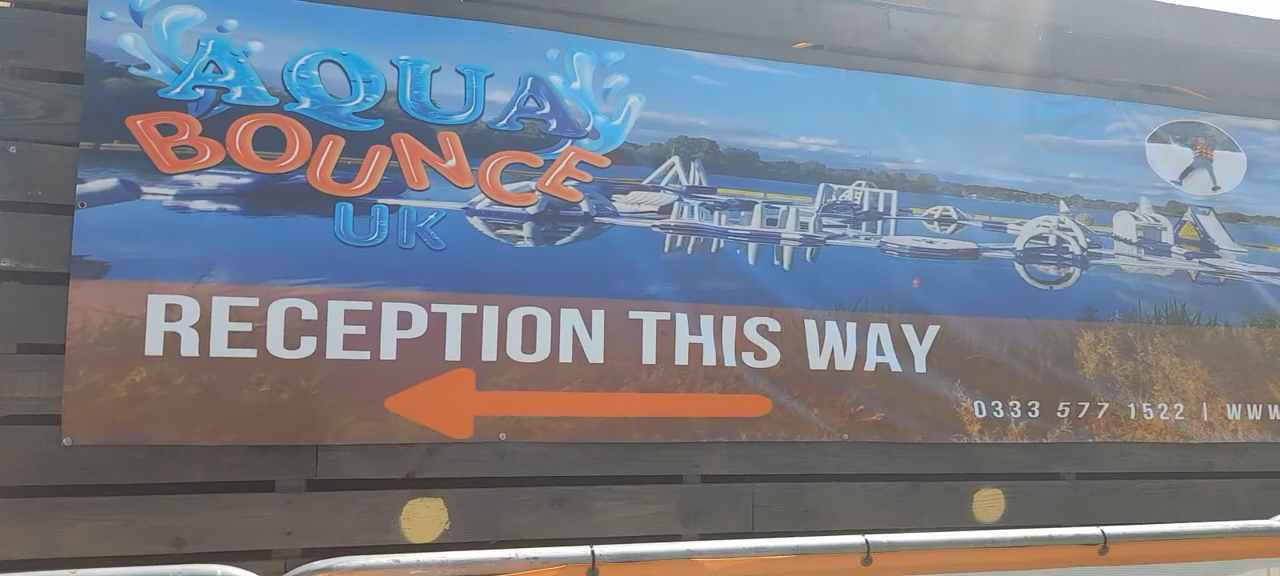 AQUA
BOUNCE
UK
RECEPTION THIS WAY
0333 577 1522 | WWW